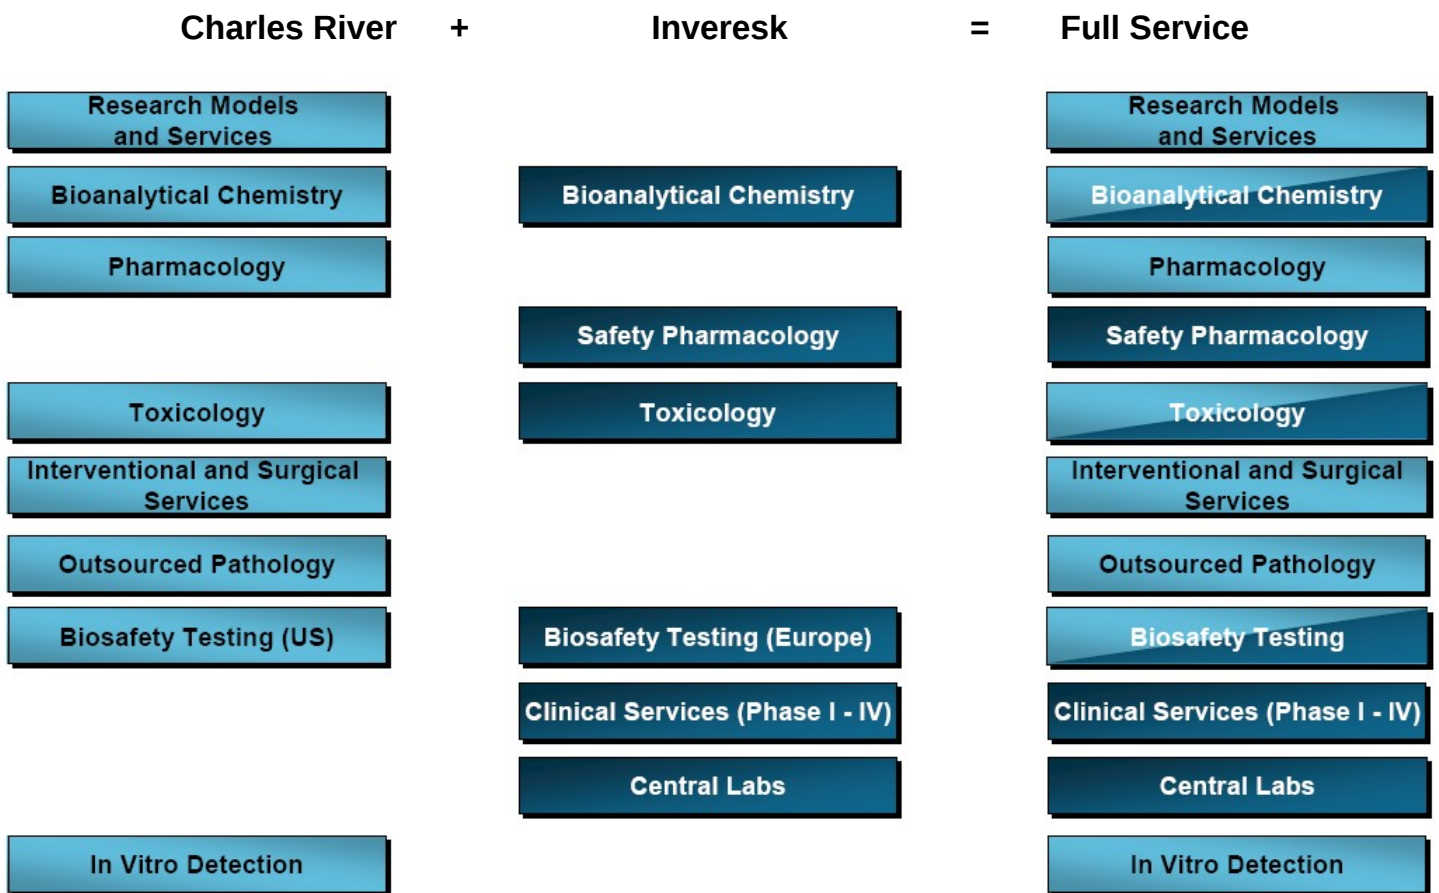 Charles River + Inveresk = Full Service
Research Models
and Services
Research Models
and Services
Bioanalytical Chemistry
Bioanalytical Chemistry
Bioanalytical Chemistry
Pharmacology
Pharmacology
Safety Pharmacology
Safety Pharmacology
Toxicology
Toxicology
Toxicology
Interventional and Surgical
Services
Interventional and Surgical
Services
Outsourced Pathology
Outsourced Pathology
Biosafety Testing (US)
Biosafety Testing (Europe)
Biosafety Testing
Clinical Services (Phase I - IV)
Clinical Services (Phase I - IV)
Central Labs
Central Labs
In Vitro Detection
In Vitro Detection